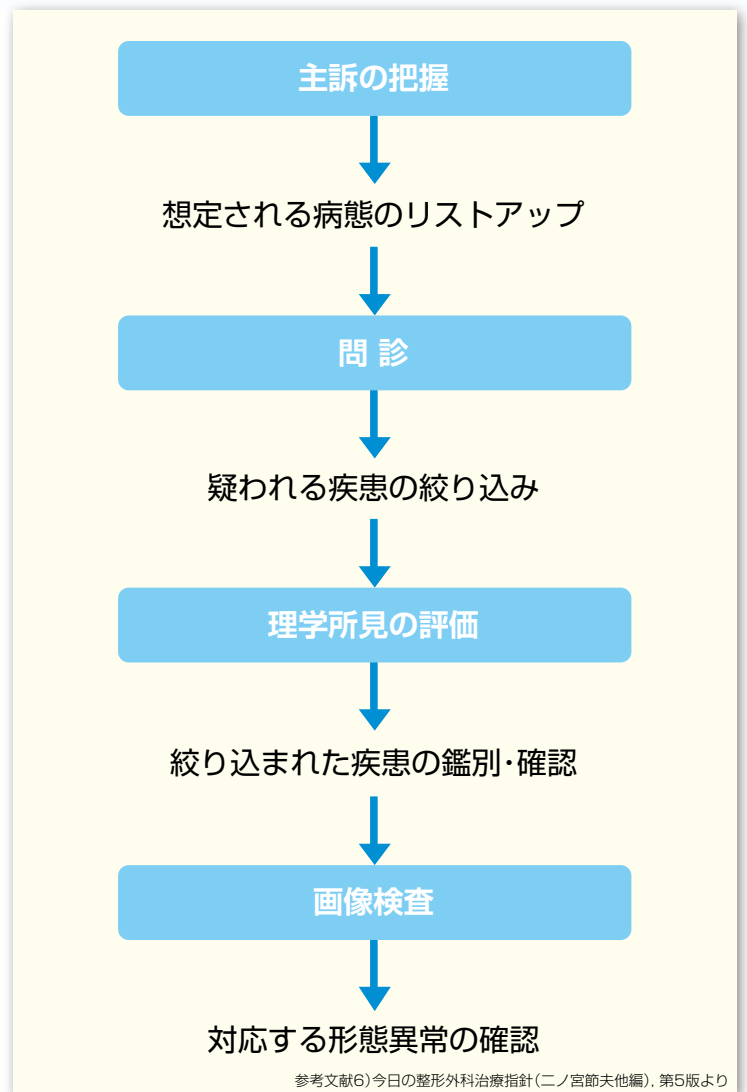 主訴の把握
想定される病態のリストアップ
問 診
疑われる疾患の絞り込み
理学所見の評価
絞り込まれた疾患の鑑別・確認
画像検査
対応する形態異常の確認
参考文献6)今日の整形外科治療指針(二ノ宮節夫他編), 第5版より